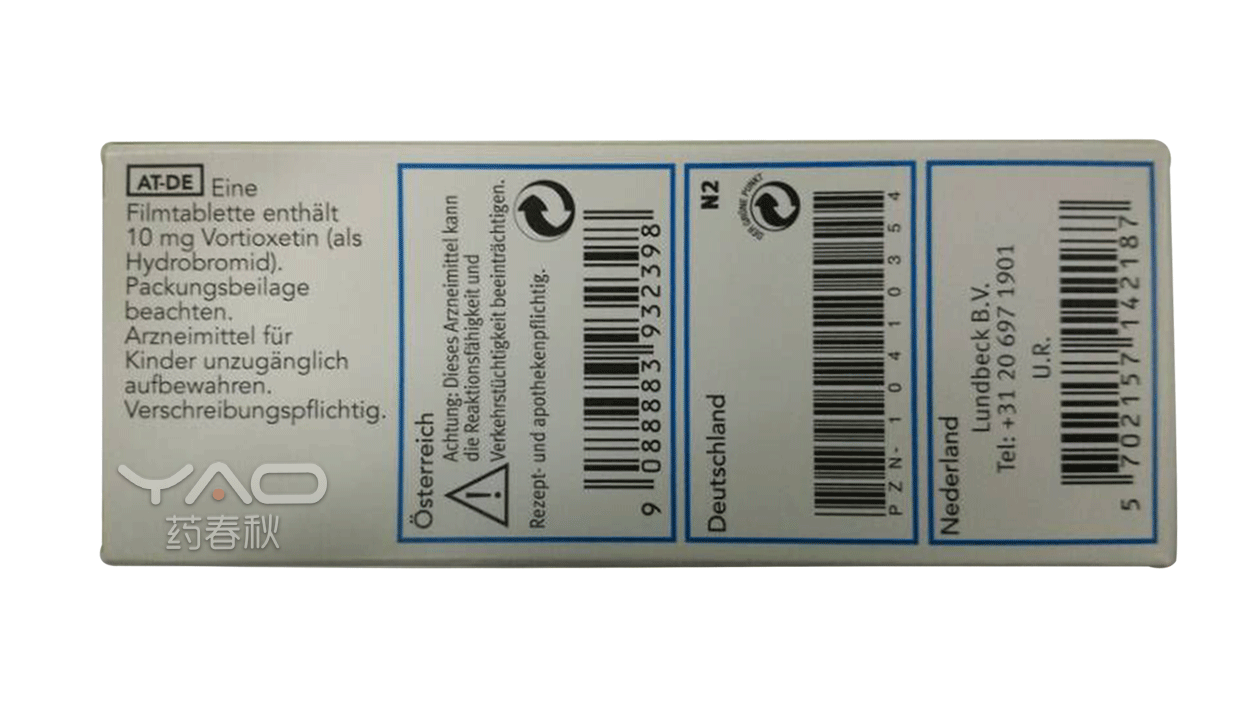 AT-DE Eine
Filmtablette enthält
10 mg Vortioxetin (als
Hydrobromid).
Packungsbeilage
beachten.
Arzneimittel für
Kinder unzugänglich
aufbewahren.
Verschreibungspflichtig.
YAO
药春秋
Österreich
Achtung: Dieses Arzneimittel kann
die Reaktionsfähigkeit und
Verkehrstüchtigkeit beeinträchtigen.
Rezept- und apothekenpflichtig.
9 088883 932398
Deutschland
N2
DER GRÜNE PUNKT
PZN-10410354
Nederland
Lundbeck B.V.
Tel: +31 20 697 1901
U.R.
5 702157 142187